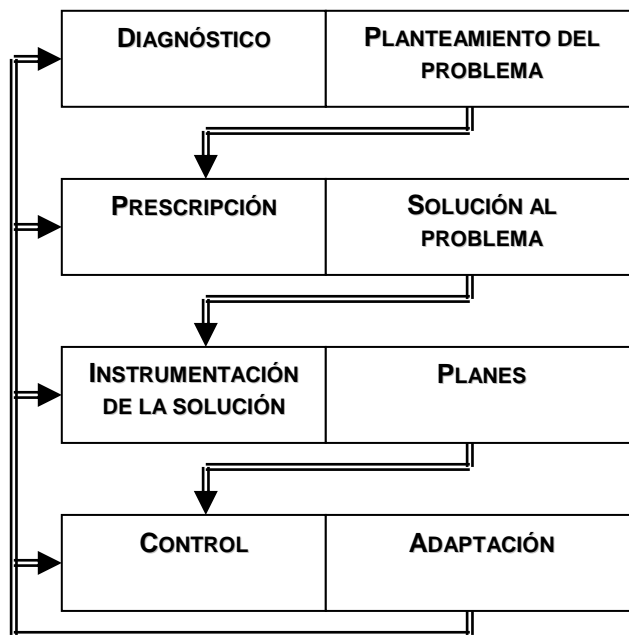 DIAGNÓSTICO
PLANTEAMIENTO DEL
PROBLEMA
PRESCRIPCIÓN
SOLUCIÓN AL
PROBLEMA
INSTRUMENTACIÓN
DE LA SOLUCIÓN
PLANES
CONTROL
ADAPTACIÓN